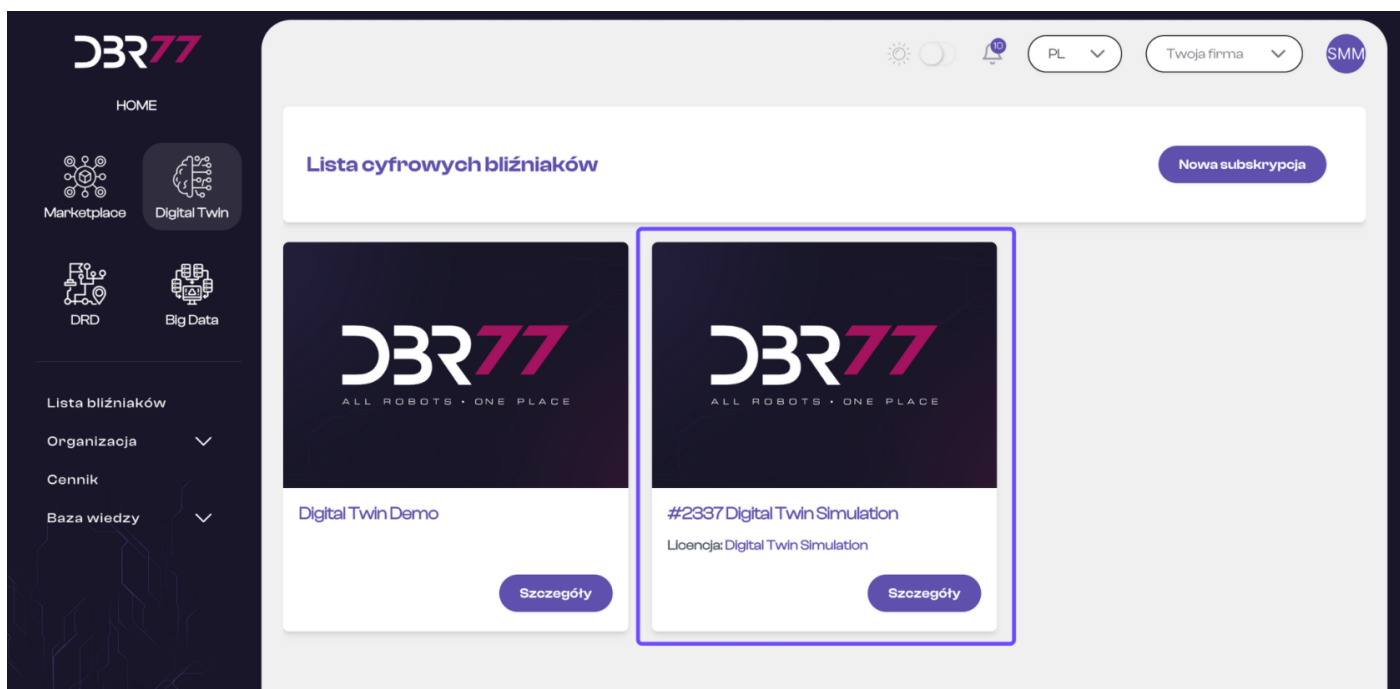 DBR77
HOME
Marketplace
Digital Twin
DRD
Big Data
Lista bliźniaków
Organizacja
Cennik
Baza wiedzy
10
PL
Twoja firma
SMM
Lista cyfrowych bliźniaków
Nowa subskrypcja
DBR77
ALL ROBOTS • ONE PLACE
Digital Twin Demo
Szczegóły
DBR77
ALL ROBOTS • ONE PLACE
#2337 Digital Twin Simulation
Licencja: Digital Twin Simulation
Szczegóły